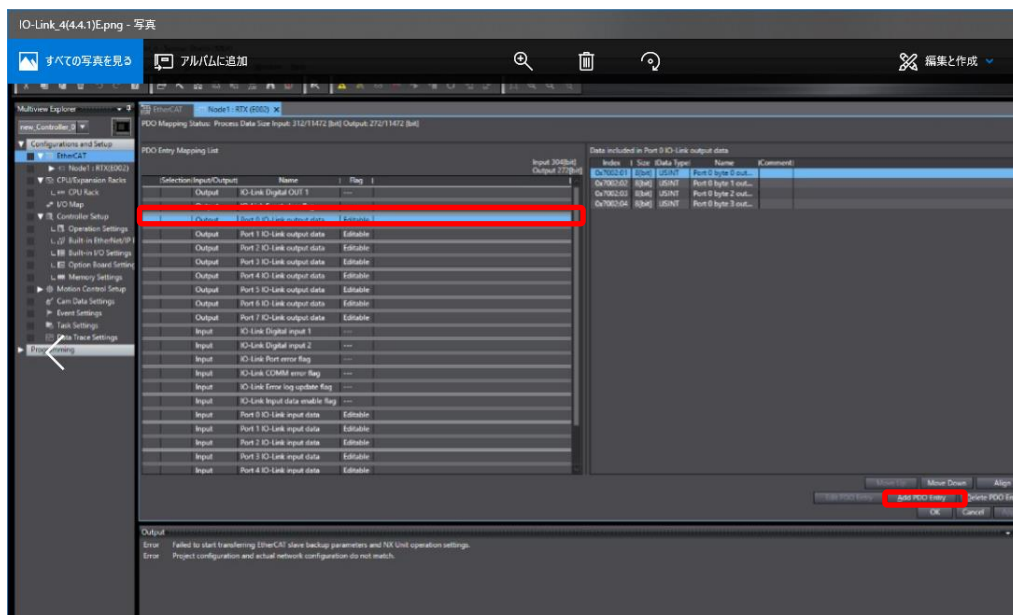 IO-Link_4(4.4.1)E.png - 写真
すべての写真を見る
アルバムに追加
編集と作成
Multiview Explorer
EtherCAT
Node1 : RTX (E002)
new_Controller_0
PDO Mapping Status: Process Data Size Input: 312/11472 [bit] Output: 272/11472 [bit]
Configurations and Setup
EtherCAT
Node1 : RTX(E002)
CPU/Expansion Racks
CPU Rack
I/O Map
Controller Setup
Operation Settings
Built-in EtherNet/IP
Built-in I/O Settings
Option Board Setting
Memory Settings
Motion Control Setup
Cam Data Settings
Event Settings
Task Settings
Data Trace Settings
Programming
PDO Entry Mapping List
Input 304[bit]
Output 272[bit]
Selection Input/Output Name Flag
Output IO-Link Digital OUT 1 ---
Output Port 0 IO-Link output data Editable
Output Port 1 IO-Link output data Editable
Output Port 2 IO-Link output data Editable
Output Port 3 IO-Link output data Editable
Output Port 4 IO-Link output data Editable
Output Port 5 IO-Link output data Editable
Output Port 6 IO-Link output data Editable
Output Port 7 IO-Link output data Editable
Input IO-Link Digital input 1 ---
Input IO-Link Digital input 2 ---
Input IO-Link Port error flag ---
Input IO-Link COMM error flag ---
Input IO-Link Error log update flag ---
Input IO-Link Input data enable flag ---
Input Port 0 IO-Link input data Editable
Input Port 1 IO-Link input data Editable
Input Port 2 IO-Link input data Editable
Input Port 3 IO-Link input data Editable
Input Port 4 IO-Link input data Editable
Data included in Port 0 IO-Link output data
Index Size Data Type Name Comment
0x7002:01 8[bit] USINT Port 0 byte 0 out...
0x7002:02 8[bit] USINT Port 0 byte 1 out...
0x7002:03 8[bit] USINT Port 0 byte 2 out...
0x7002:04 8[bit] USINT Port 0 byte 3 out...
Move Up Move Down Align
Edit PDO Entry Add PDO Entry Delete PDO En
OK Cancel
Output
Error Failed to start transferring EtherCAT slave backup parameters and NX Unit operation settings.
Error Project configuration and actual network configuration do not match.